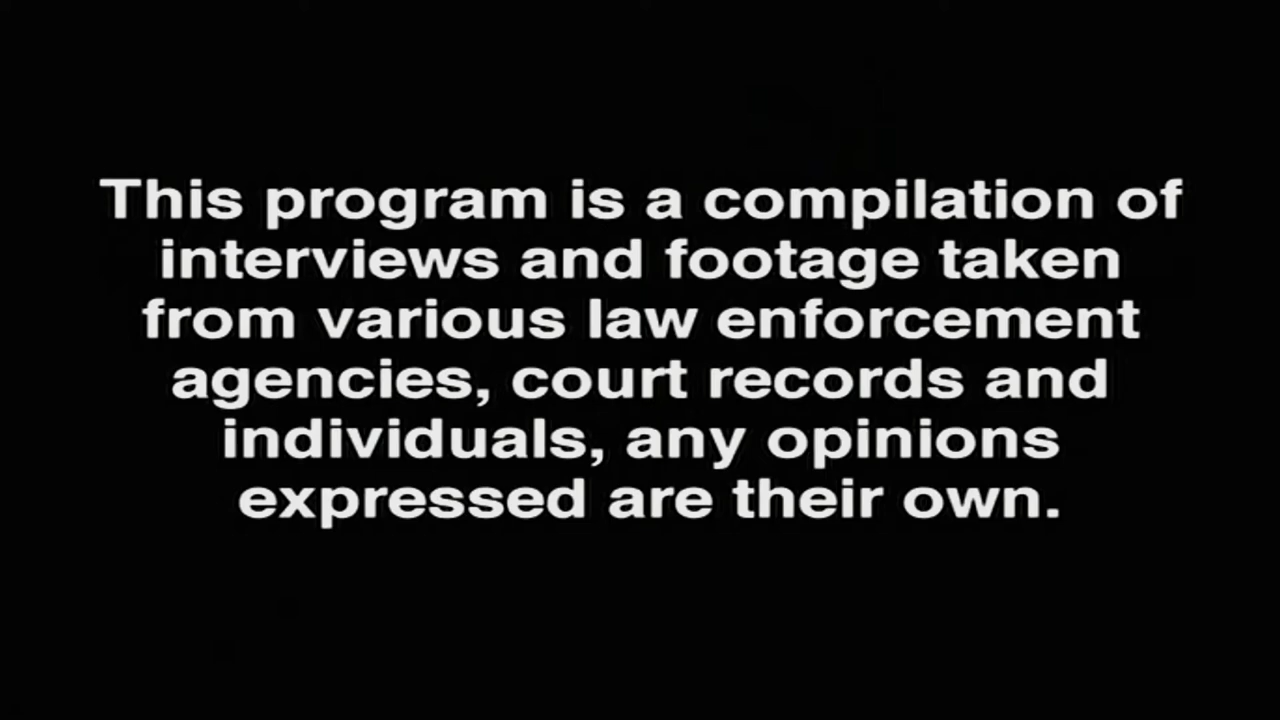 This program is a compilation of
interviews and footage taken
from various law enforcement
agencies, court records and
individuals, any opinions
expressed are their own.